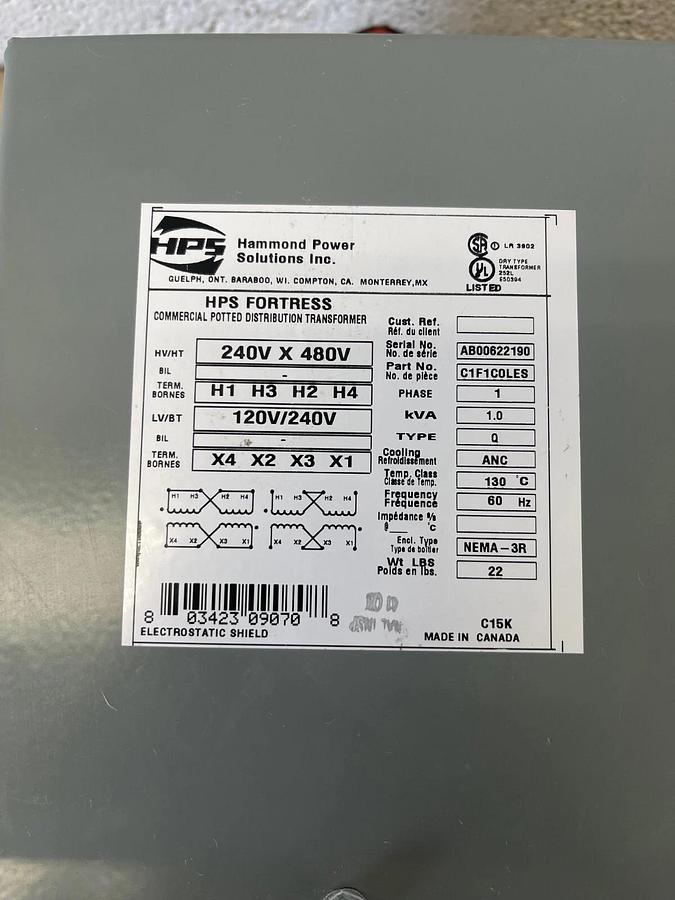 HPS
Hammond Power
Solutions Inc.
GUELPH, ONT. BARABOO, WI. COMPTON, CA. MONTERREY,MX
SA LR 3902
UL DRY TYPE
TRANSFORMER
252L
E50394
LISTED
HPS FORTRESS
COMMERCIAL POTTED DISTRIBUTION TRANSFORMER
HV/HT 240V X 480V
BIL -
TERM.
BORNES H1 H3 H2 H4
LV/BT 120V/240V
BIL -
TERM.
BORNES X4 X2 X3 X1
H1 H3 H2 H4 H1 H3 H2 H4
X4 X2 X3 X1 X4 X2 X3 X1
Cust. Ref.
Réf. du client
Serial No.
No. de série AB00622190
Part No.
No. de pièce C1F1C0LES
PHASE 1
kVA 1.0
TYPE Q
Cooling
Refroidissement ANC
Temp. Class
Classe de Temp. 130 °C
Frequency
Fréquence 60 Hz
Impédance %
@ °C
Encl. Type
Type de boîtier NEMA-3R
Wt LBS
Poids en lbs. 22
8 03423 09070 8
ELECTROSTATIC SHIELD
C15K
MADE IN CANADA